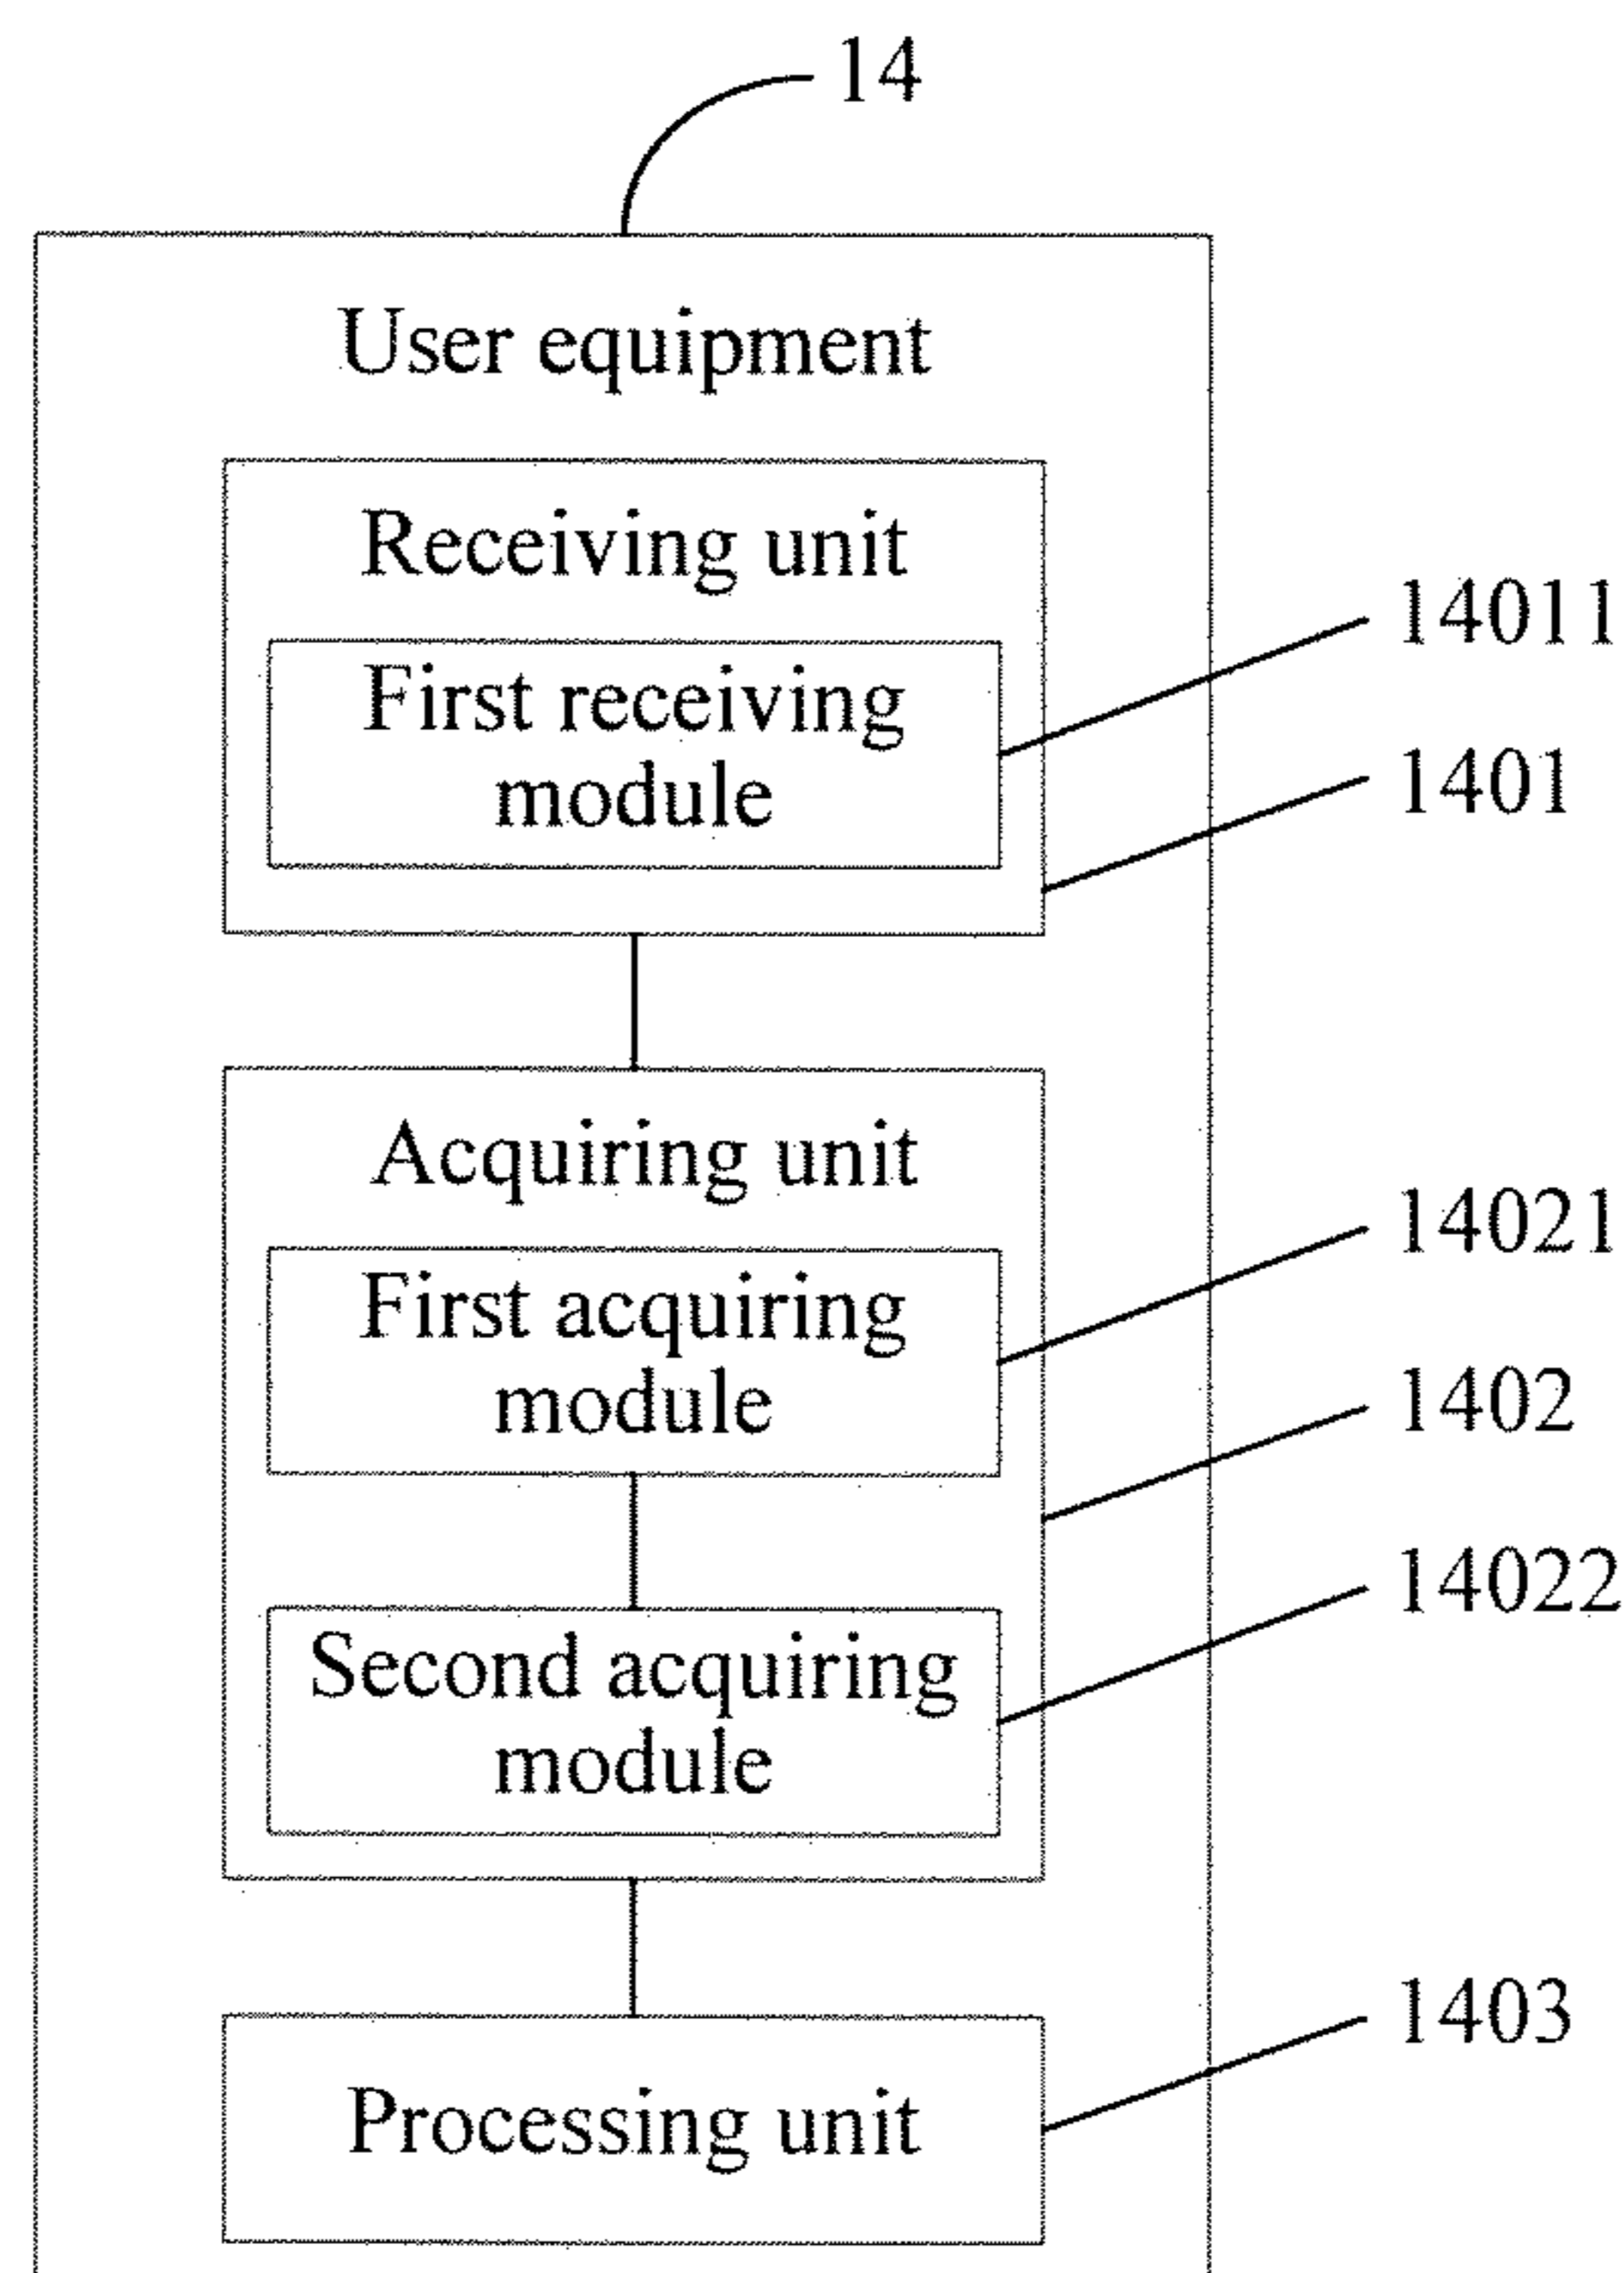 14
User equipment
Receiving unit
First receiving
module
14011
1401
Acquiring unit
First acquiring
module
14021
1402
Second acquiring
module
14022
Processing unit
1403